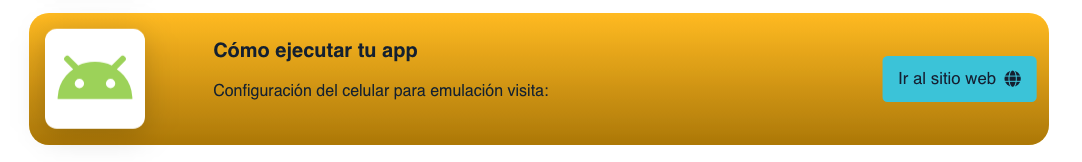 Cómo ejecutar tu app
Configuración del celular para emulación visita:
Ir al sitio web